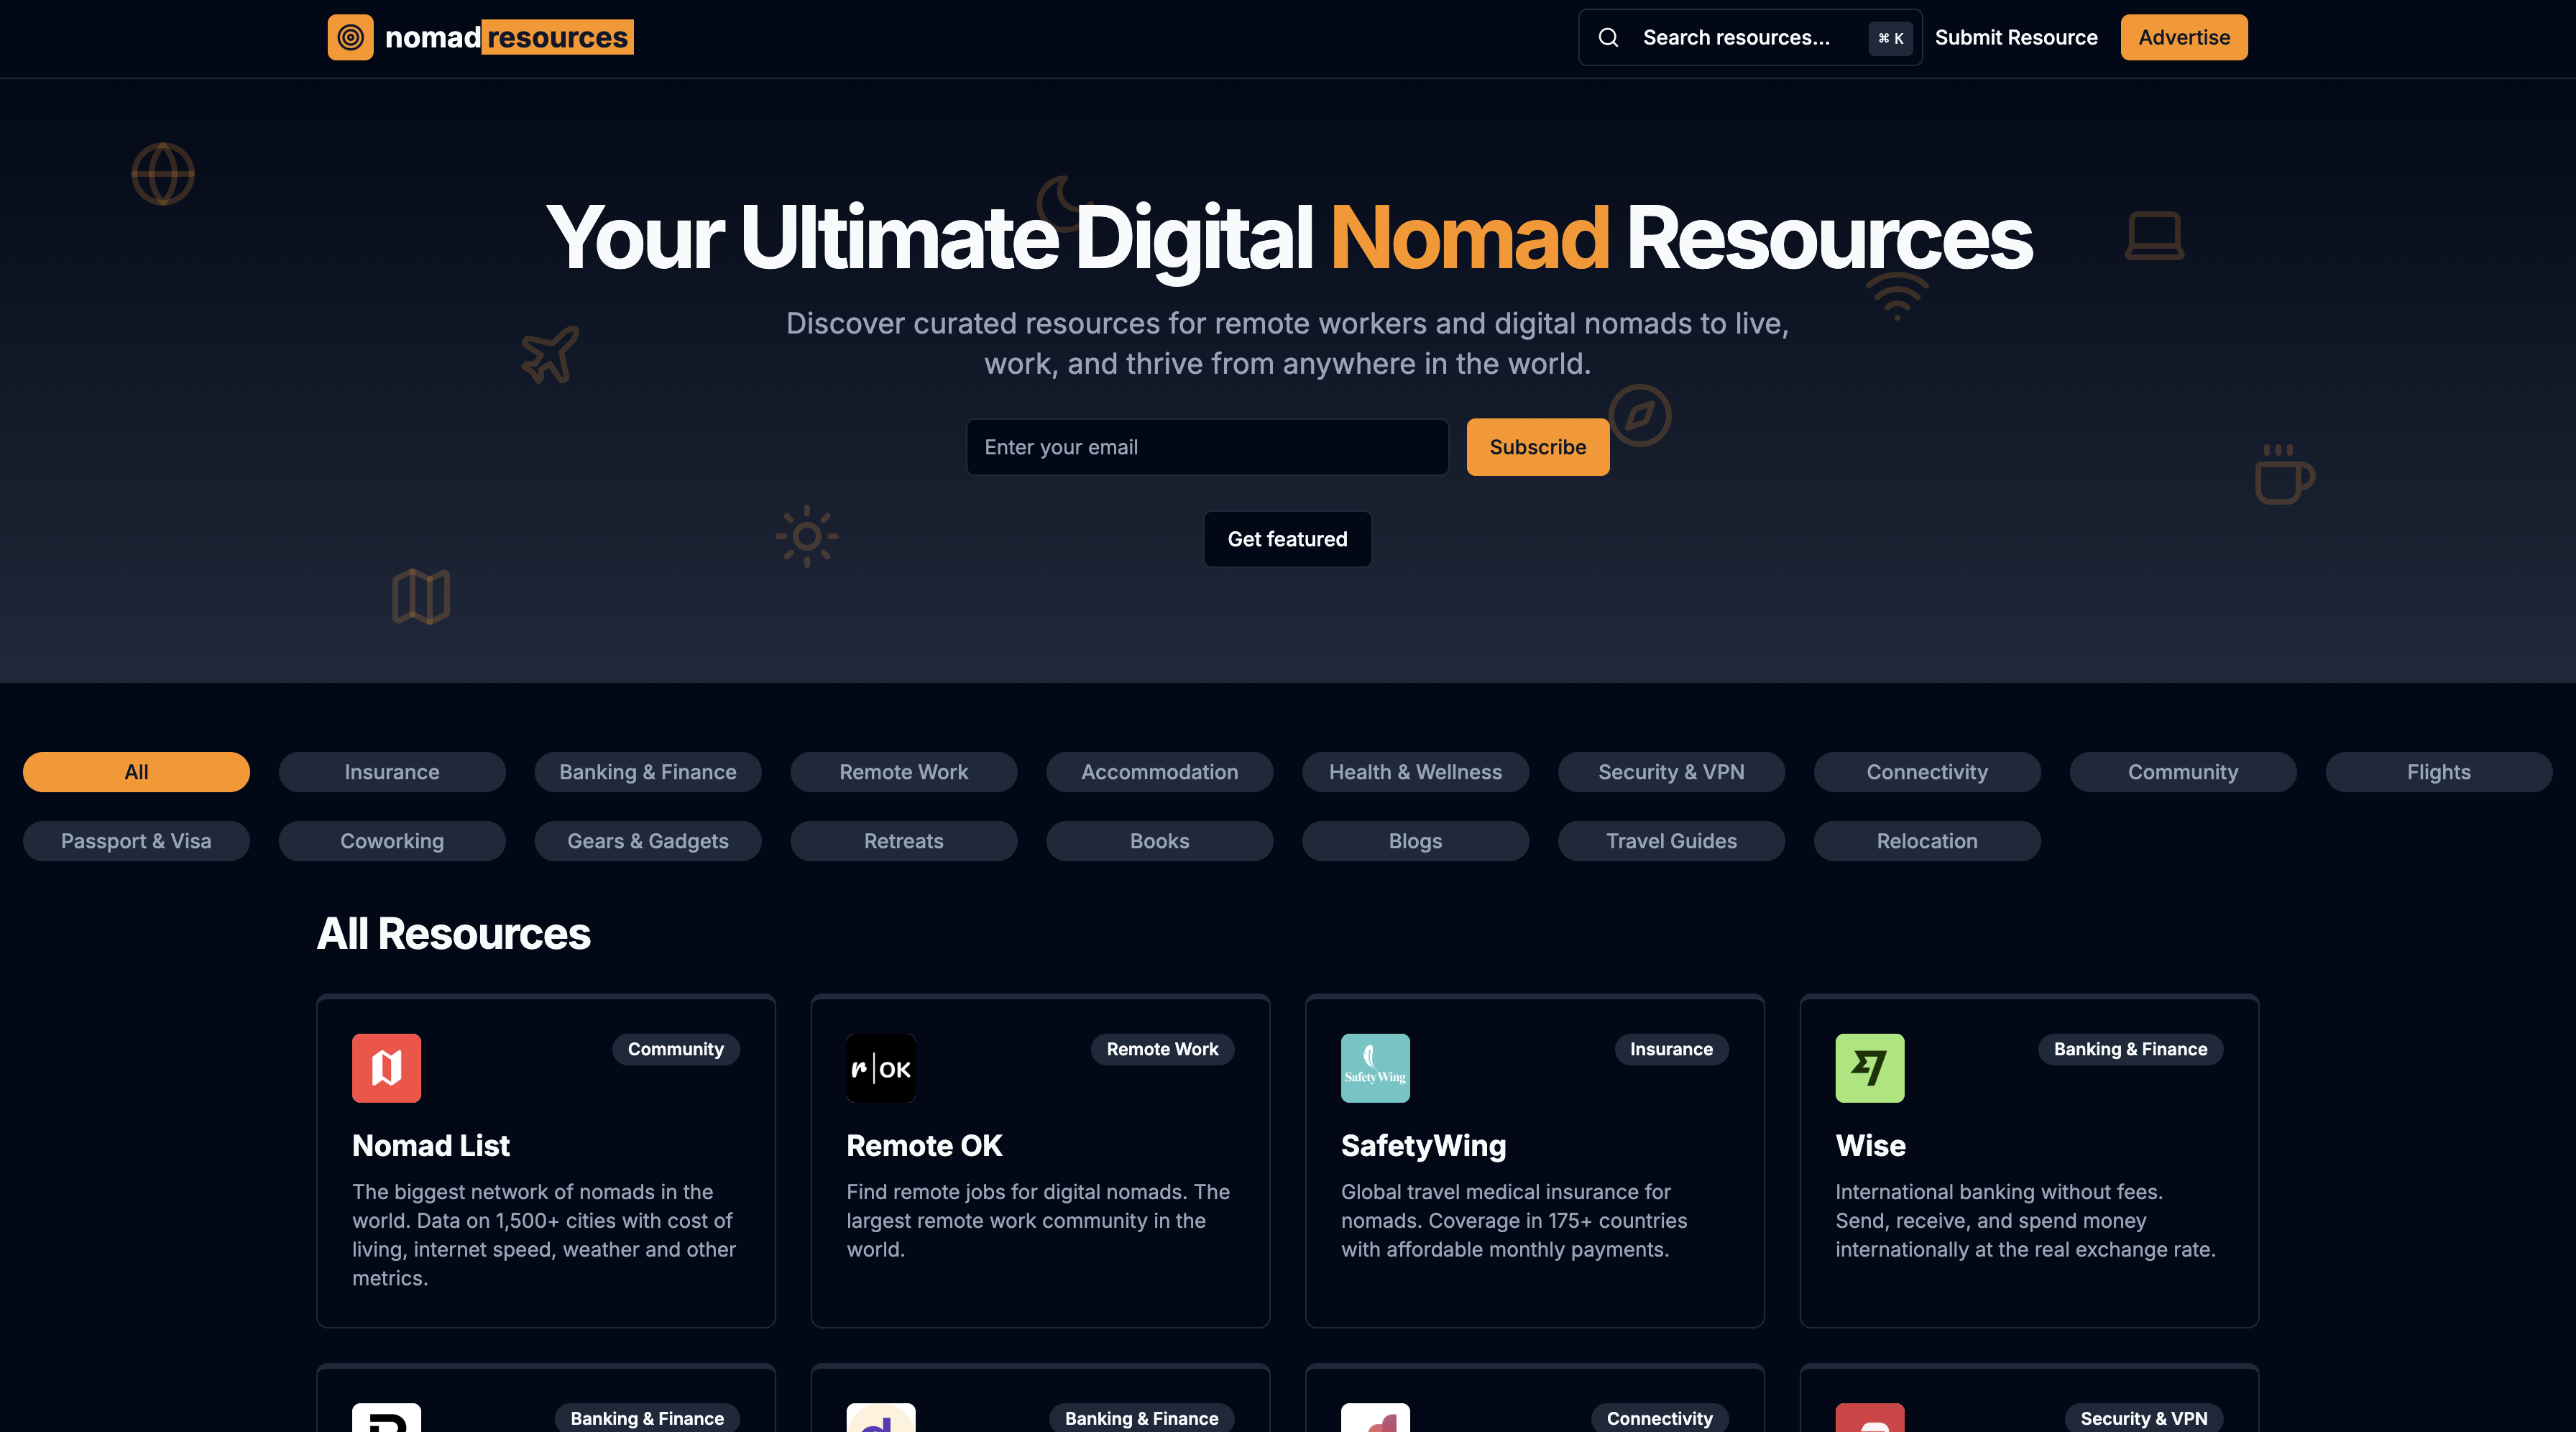 nomad resources
Search resources...
⌘ K
Submit Resource
Advertise
Your Ultimate Digital Nomad Resources
Discover curated resources for remote workers and digital nomads to live,
work, and thrive from anywhere in the world.
Enter your email
Subscribe
Get featured
All
Insurance
Banking & Finance
Remote Work
Accommodation
Health & Wellness
Security & VPN
Connectivity
Community
Flights
Passport & Visa
Coworking
Gears & Gadgets
Retreats
Books
Blogs
Travel Guides
Relocation
All Resources
Community
Nomad List
The biggest network of nomads in the
world. Data on 1,500+ cities with cost of
living, internet speed, weather and other
metrics.
r|OK
Remote Work
Remote OK
Find remote jobs for digital nomads. The
largest remote work community in the
world.
SafetyWing
Insurance
SafetyWing
Global travel medical insurance for
nomads. Coverage in 175+ countries
with affordable monthly payments.
Banking & Finance
Wise
International banking without fees.
Send, receive, and spend money
internationally at the real exchange rate.
Banking & Finance
Banking & Finance
Connectivity
Security & VPN